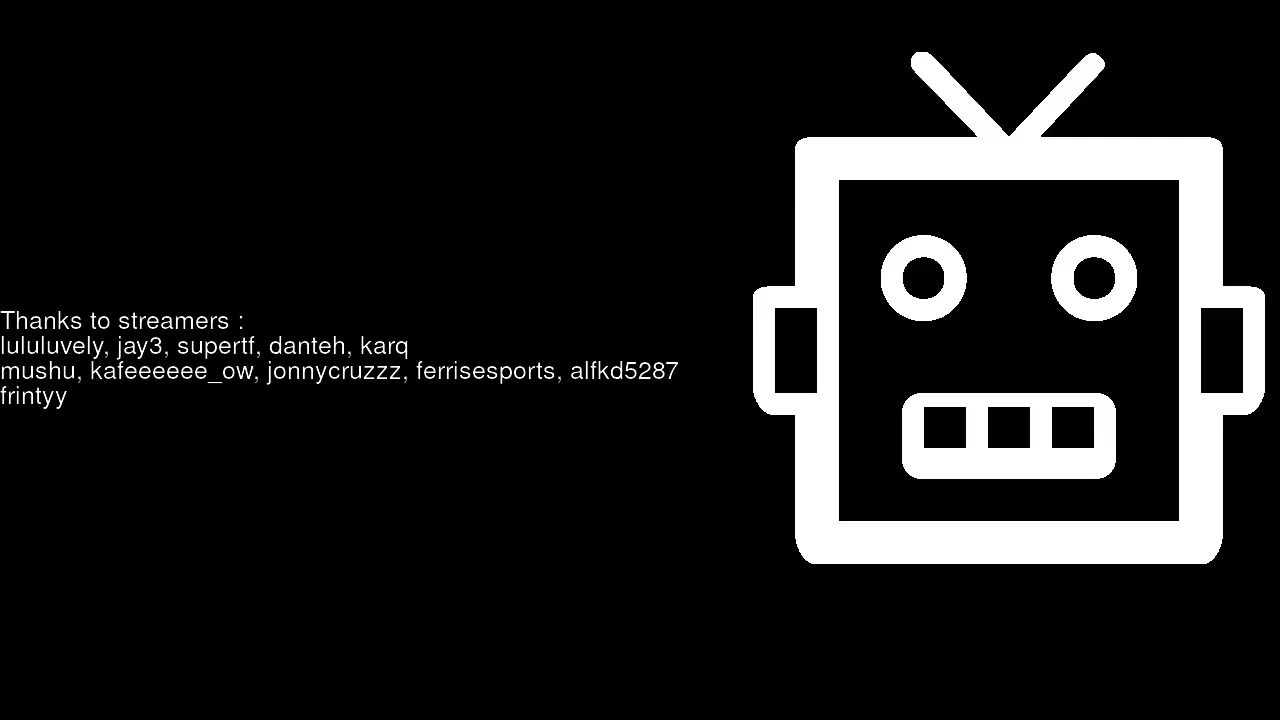 Thanks to streamers :
lululuvely, jay3, supertf, danteh, karq
mushu, kafeeeeee_ow, jonnycruzzz, ferrisesports, alfkd5287
frintyy